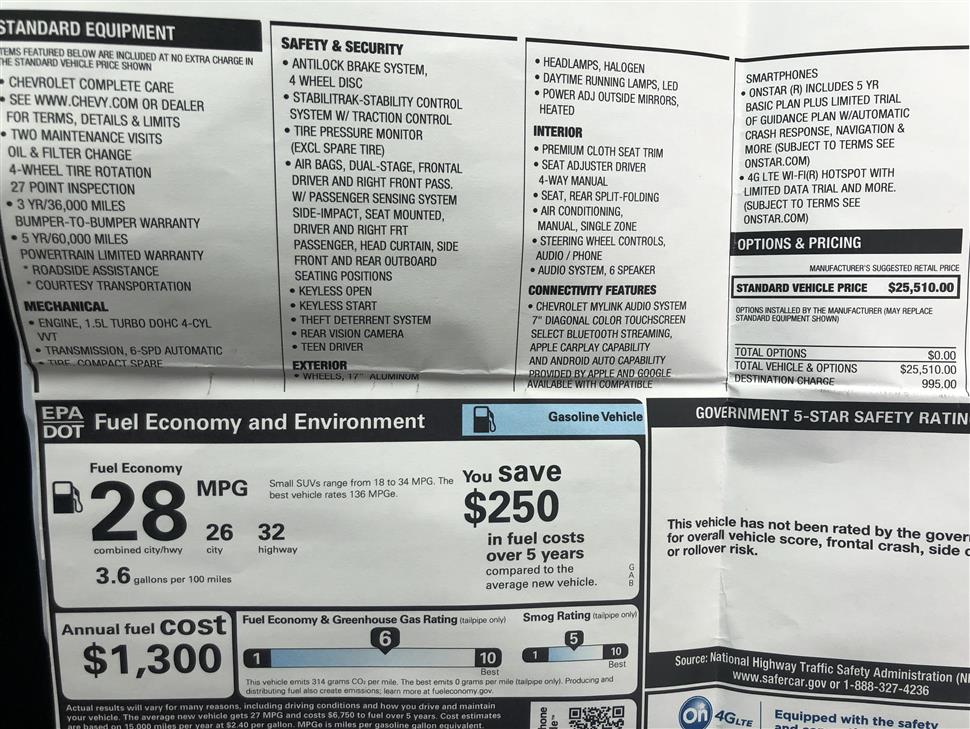 STANDARD EQUIPMENT
ITEMS FEATURED BELOW ARE INCLUDED AT NO EXTRA CHARGE IN
THE STANDARD VEHICLE PRICE SHOWN
• CHEVROLET COMPLETE CARE
• SEE WWW.CHEVY.COM OR DEALER
FOR TERMS, DETAILS & LIMITS
• TWO MAINTENANCE VISITS
OIL & FILTER CHANGE
4-WHEEL TIRE ROTATION
27 POINT INSPECTION
• 3 YR/36,000 MILES
BUMPER-TO-BUMPER WARRANTY
• 5 YR/60,000 MILES
POWERTRAIN LIMITED WARRANTY
* ROADSIDE ASSISTANCE
* COURTESY TRANSPORTATION
MECHANICAL
• ENGINE, 1.5L TURBO DOHC 4-CYL
VVT
• TRANSMISSION, 6-SPD AUTOMATIC
• TIRE, COMPACT SPARE
SAFETY & SECURITY
• ANTILOCK BRAKE SYSTEM,
4 WHEEL DISC
• STABILITRAK-STABILITY CONTROL
SYSTEM W/ TRACTION CONTROL
• TIRE PRESSURE MONITOR
(EXCL SPARE TIRE)
• AIR BAGS, DUAL-STAGE, FRONTAL
DRIVER AND RIGHT FRONT PASS.
W/ PASSENGER SENSING SYSTEM
SIDE-IMPACT, SEAT MOUNTED,
DRIVER AND RIGHT FRT
PASSENGER, HEAD CURTAIN, SIDE
FRONT AND REAR OUTBOARD
SEATING POSITIONS
• KEYLESS OPEN
• KEYLESS START
• THEFT DETERRENT SYSTEM
• REAR VISION CAMERA
• TEEN DRIVER
EXTERIOR
• WHEELS, 17" ALUMINUM
• HEADLAMPS, HALOGEN
• DAYTIME RUNNING LAMPS, LED
• POWER ADJ OUTSIDE MIRRORS,
HEATED
INTERIOR
• PREMIUM CLOTH SEAT TRIM
• SEAT ADJUSTER DRIVER
4-WAY MANUAL
• SEAT, REAR SPLIT-FOLDING
• AIR CONDITIONING,
MANUAL, SINGLE ZONE
• STEERING WHEEL CONTROLS,
AUDIO / PHONE
• AUDIO SYSTEM, 6 SPEAKER
CONNECTIVITY FEATURES
• CHEVROLET MYLINK AUDIO SYSTEM
7" DIAGONAL COLOR TOUCHSCREEN
SELECT BLUETOOTH STREAMING,
APPLE CARPLAY CAPABILITY
AND ANDROID AUTO CAPABILITY
PROVIDED BY APPLE AND GOOGLE
AVAILABLE WITH COMPATIBLE
SMARTPHONES
• ONSTAR (R) INCLUDES 5 YR
BASIC PLAN PLUS LIMITED TRIAL
OF GUIDANCE PLAN W/AUTOMATIC
CRASH RESPONSE, NAVIGATION &
MORE (SUBJECT TO TERMS SEE
ONSTAR.COM)
• 4G LTE WI-FI(R) HOTSPOT WITH
LIMITED DATA TRIAL AND MORE.
(SUBJECT TO TERMS SEE
ONSTAR.COM)
OPTIONS & PRICING
MANUFACTURER'S SUGGESTED RETAIL PRICE
STANDARD VEHICLE PRICE $25,510.00
OPTIONS INSTALLED BY THE MANUFACTURER (MAY REPLACE
STANDARD EQUIPMENT SHOWN)
TOTAL OPTIONS $0.00
TOTAL VEHICLE & OPTIONS $25,510.00
DESTINATION CHARGE 995.00
EPA
DOT
Fuel Economy and Environment
Gasoline Vehicle
Fuel Economy
28 MPG
combined city/hwy
26
city
32
highway
3.6 gallons per 100 miles
Small SUVs range from 18 to 34 MPG. The
best vehicle rates 136 MPGe.
You save
$250
in fuel costs
over 5 years
compared to the
average new vehicle.
G
A
B
Annual fuel cost
$1,300
Fuel Economy & Greenhouse Gas Rating (tailpipe only)
1 6 10
Best
Smog Rating (tailpipe only)
1 5 10
Best
This vehicle emits 314 grams CO₂ per mile. The best emits 0 grams per mile (tailpipe only). Producing and
distributing fuel also create emissions; learn more at fueleconomy.gov.
Actual results will vary for many reasons, including driving conditions and how you drive and maintain
your vehicle. The average new vehicle gets 27 MPG and costs $6,750 to fuel over 5 years. Cost estimates
are based on 15,000 miles per year at $2.40 per gallon. MPGe is miles per gasoline gallon equivalent.
GOVERNMENT 5-STAR SAFETY RATIN
This vehicle has not been rated by the gover
for overall vehicle score, frontal crash, side c
or rollover risk.
Source: National Highway Traffic Safety Administration (N
www.safercar.gov or 1-888-327-4236
on 4G LTE
Equipped with the safety